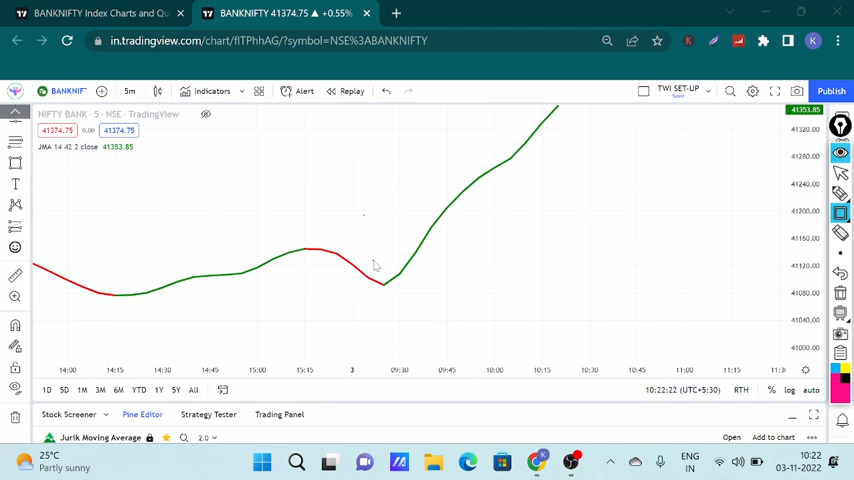 BANKNIFTY Index Charts and Qu
BANKNIFTY 41374.75 ▲ +0.55%
in.tradingview.com/chart/flTPhhAG/?symbol=NSE%3ABANKNIFTY
K
K
BANKNIF
5m
Indicators
Alert
Replay
TWI SET-UP
Save
Publish
NIFTY BANK · 5 · NSE · TradingView
41374.75 0.00 41374.75
JMA 14 42 2 close 41353.85
41353.85
41320.00
41280.00
41240.00
41200.00
41160.00
41120.00
41080.00
41040.00
41000.00
14:00 14:15 14:30 14:45 15:00 15:15 3 09:30 09:45 10:00 10:15 10:30 10:45 11:00 11:15 11:3
1D 5D 1M 3M 6M YTD 1Y 5Y All
10:22:22 (UTC+5:30) RTH % log auto
Stock Screener Pine Editor Strategy Tester Trading Panel
Jurik Moving Average 2.0
Open Add to chart
25°C
Partly sunny
ENG
IN
10:22
03-11-2022